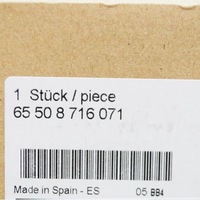 1 Stück / piece
65 50 8 716 071
Made in Spain - ES 05 BB4